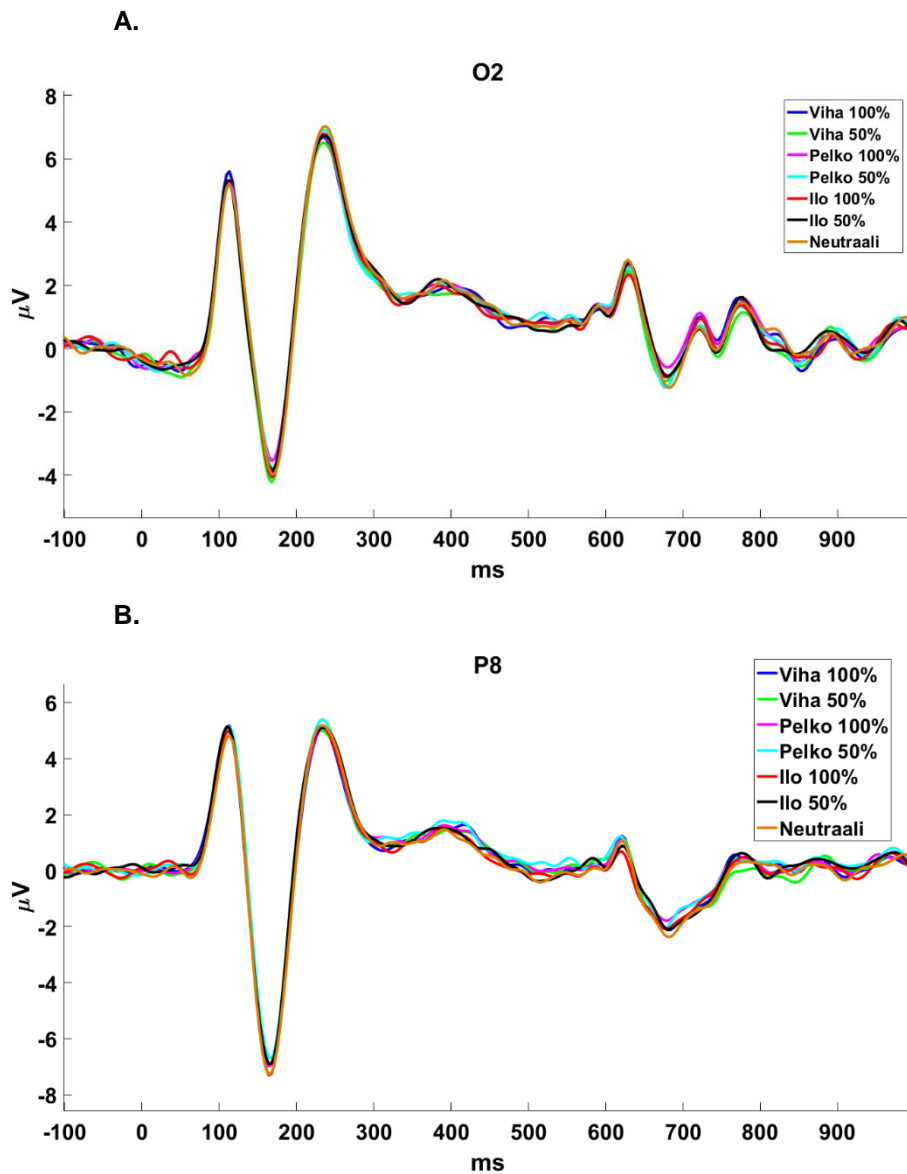 A.
O2
8
6
4
2
0
-2
-4
µV
Viha 100%
Viha 50%
Pelko 100%
Pelko 50%
Ilo 100%
Ilo 50%
Neutraali
-100 0 100 200 300 400 500 600 700 800 900
ms
B.
P8
6
4
2
0
-2
-4
-6
-8
µV
Viha 100%
Viha 50%
Pelko 100%
Pelko 50%
Ilo 100%
Ilo 50%
Neutraali
-100 0 100 200 300 400 500 600 700 800 900
ms